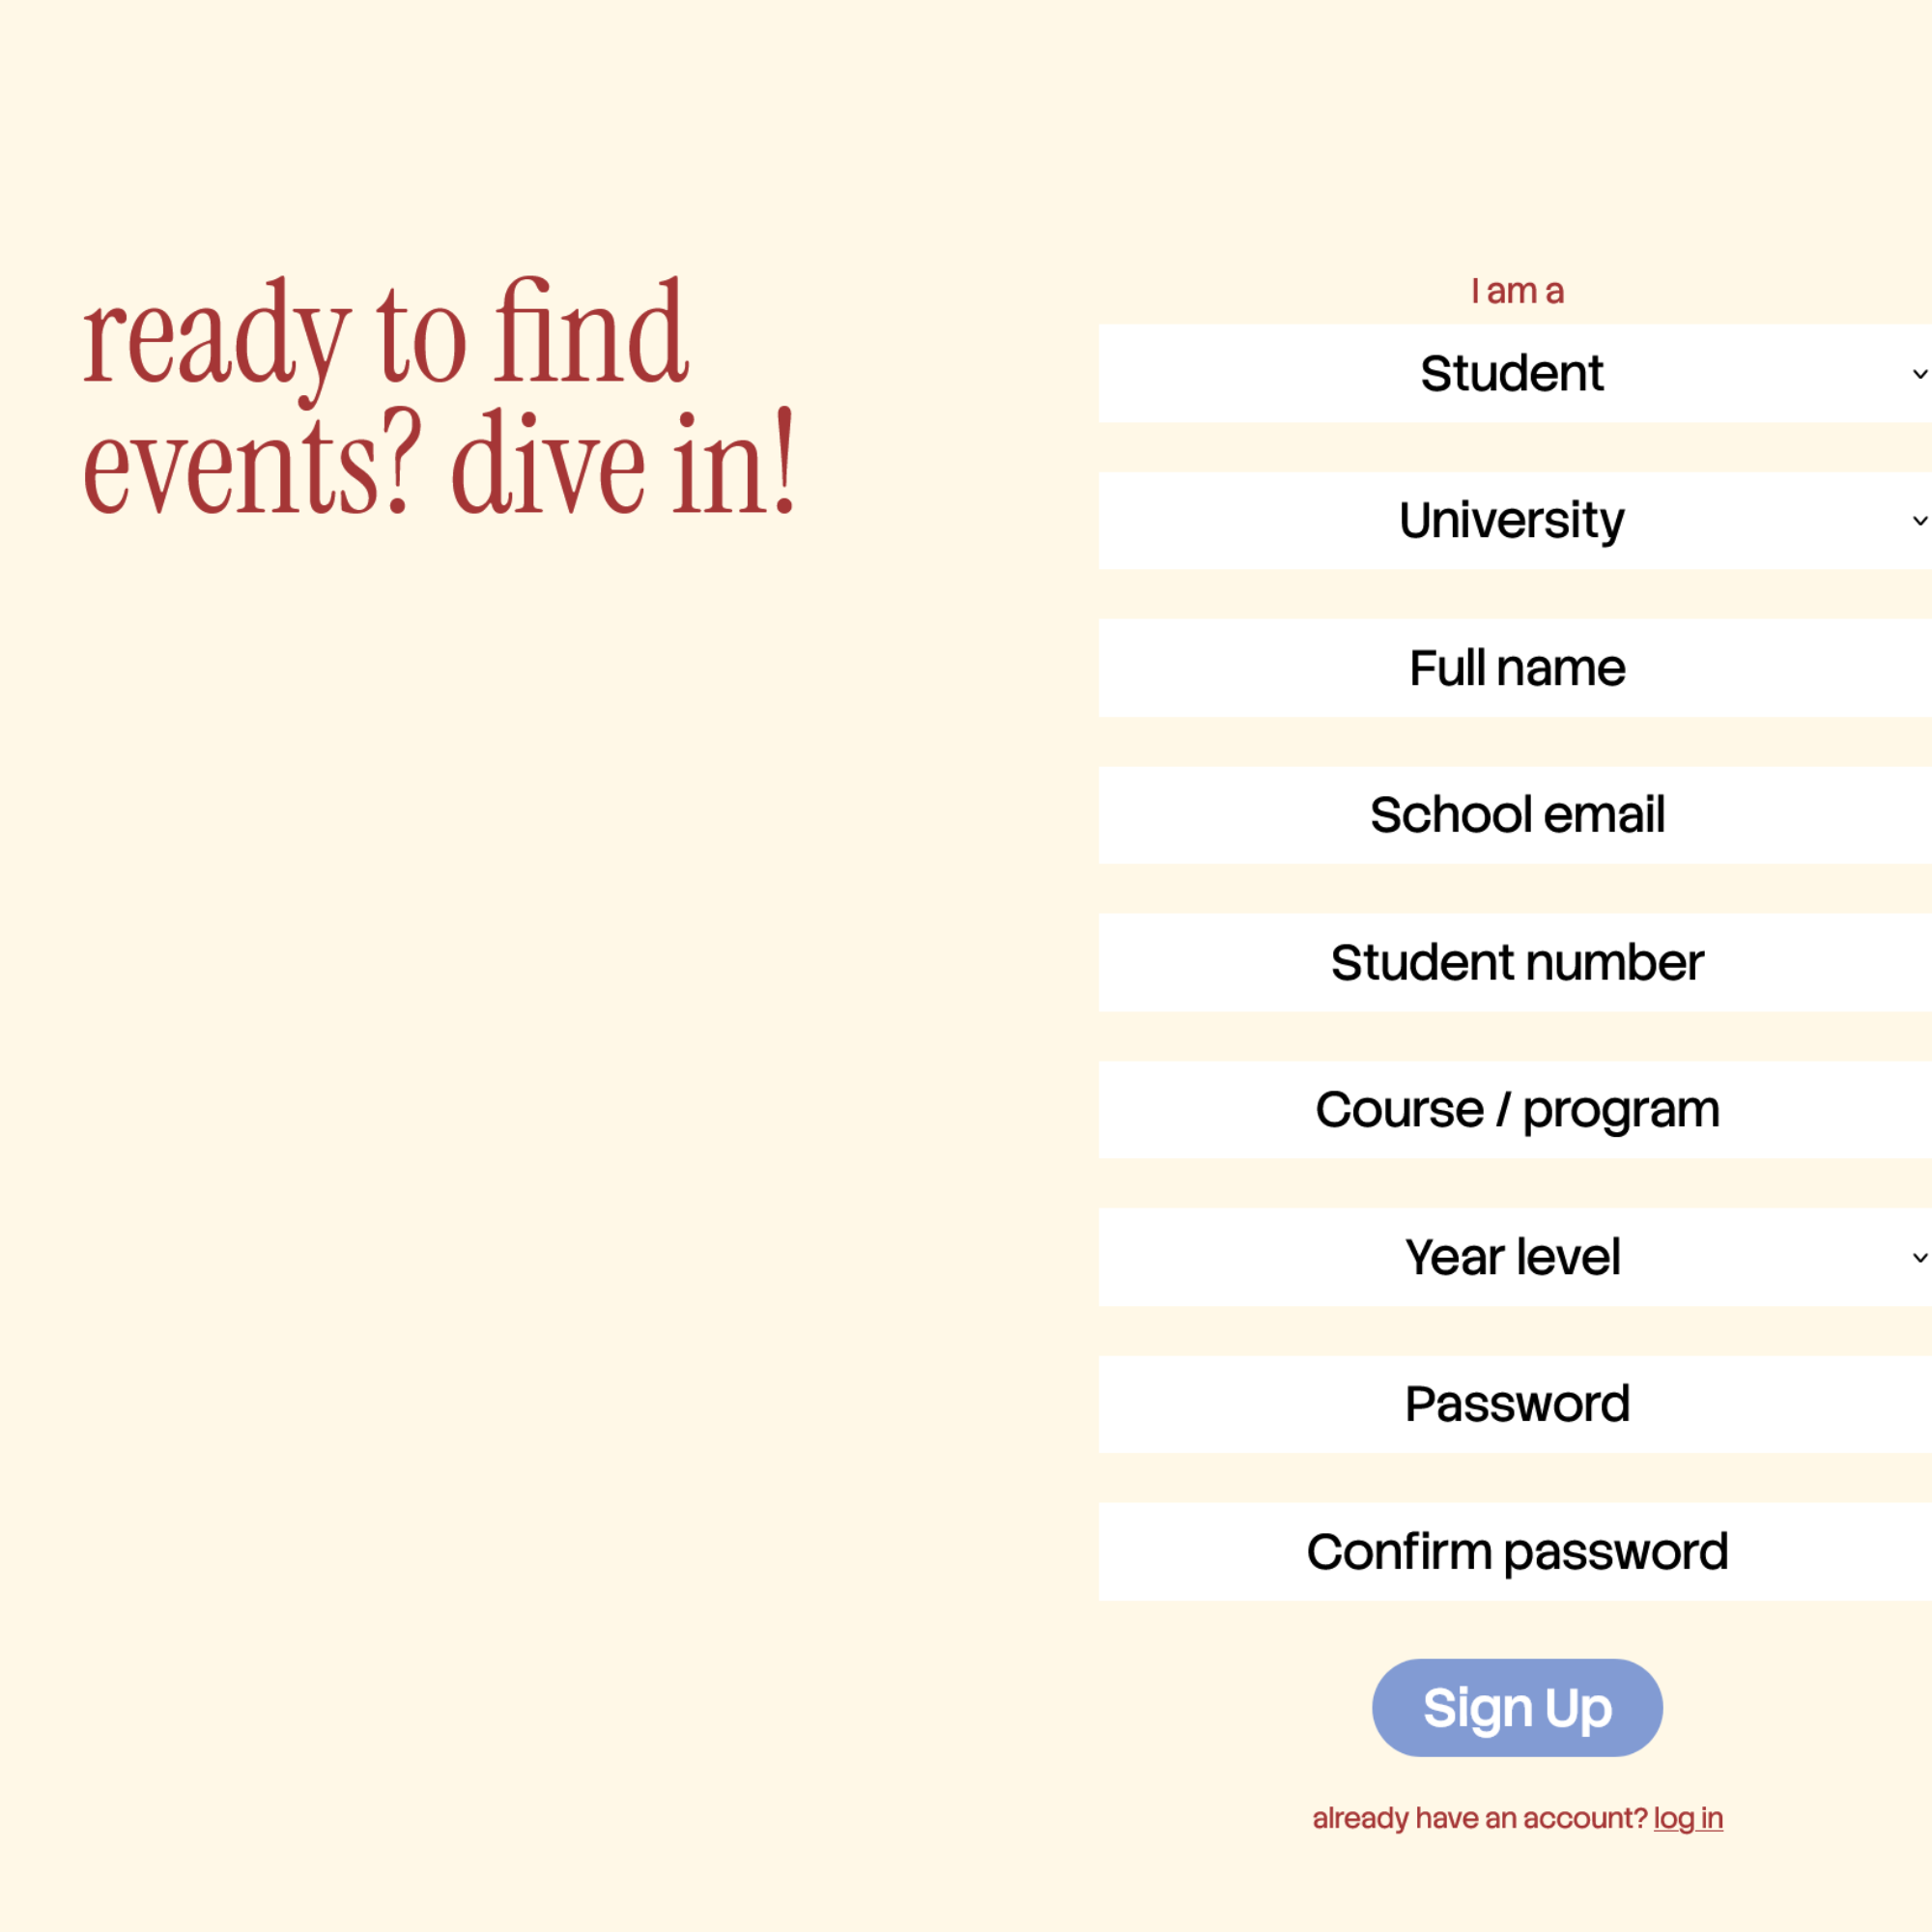 ready to find
events? dive in!
I am a
Student
University
Full name
School email
Student number
Course / program
Year level
Password
Confirm password
Sign Up
already have an account? log in